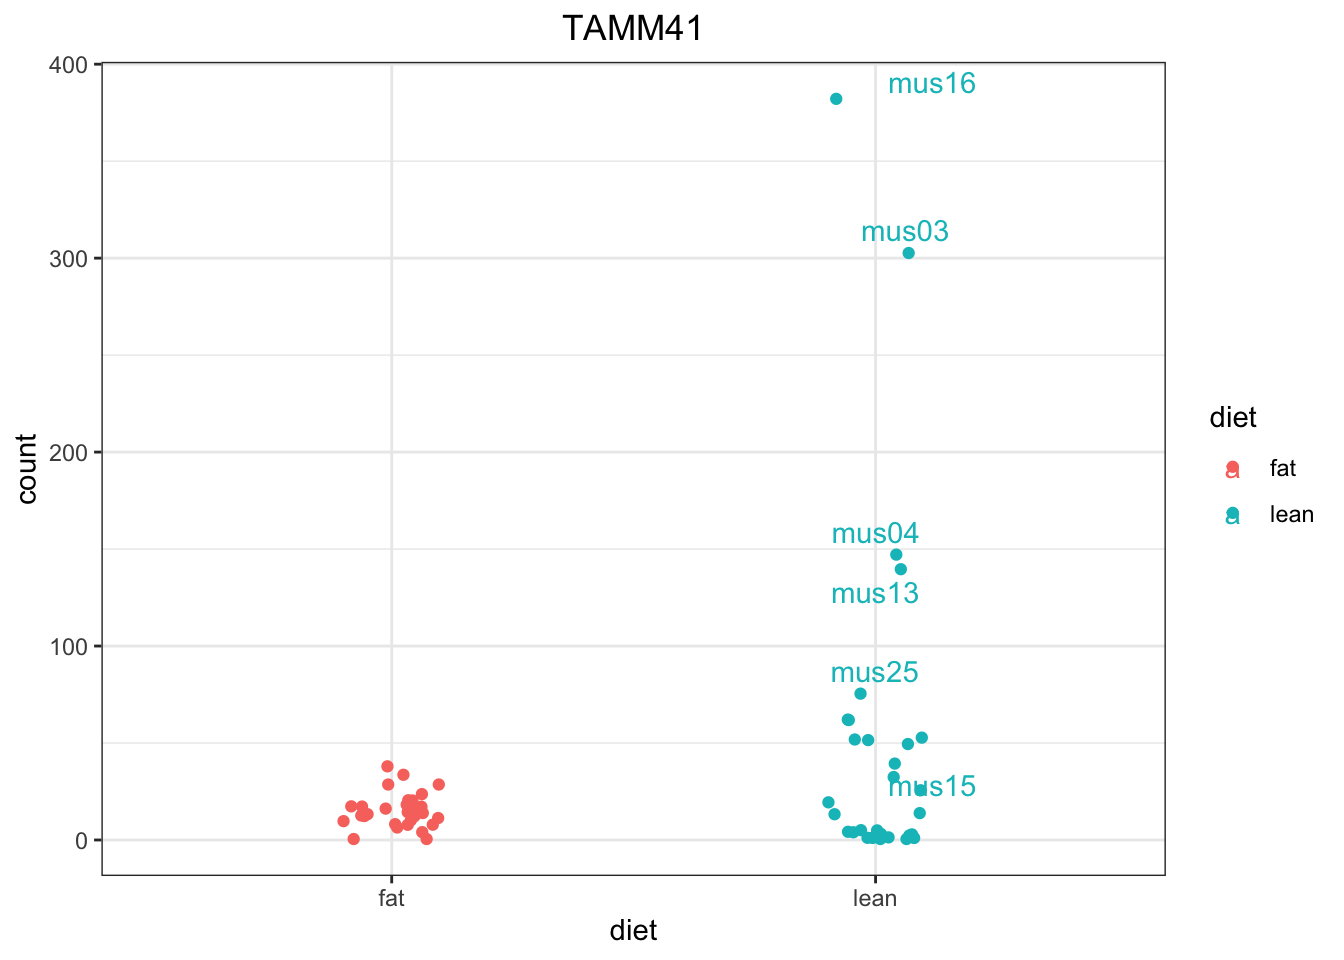 TAMM41
400
300
200
100
0
count
mus16
mus03
mus04
mus13
mus25
mus15
fat
lean
diet
diet
a fat
a lean